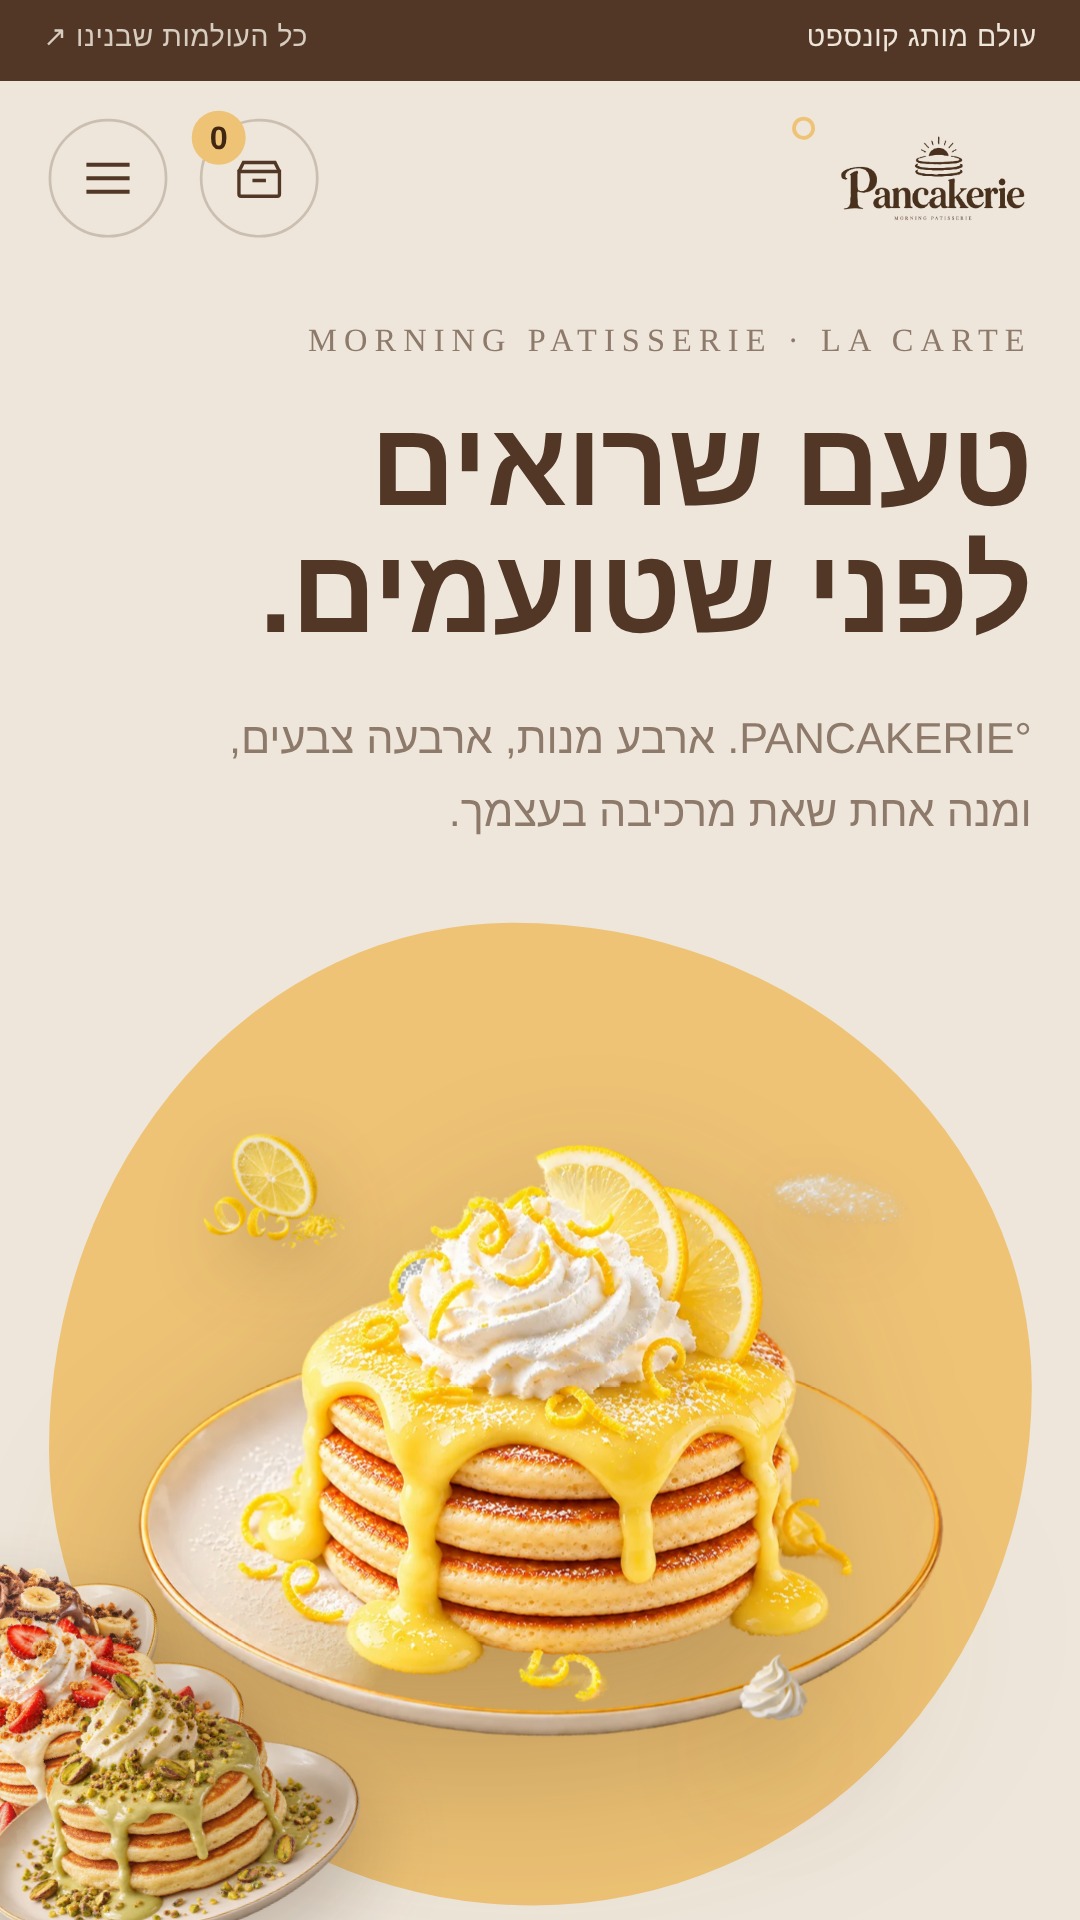 עולם מותג קונספט
כל העולמות שבנינו ↗
0
Pancakerie
MORNING PATISSERIE
MORNING PATISSERIE · LA CARTE
טעם שרואים
לפני שטועמים.
PANCAKERIE°. ארבע מנות, ארבעה צבעים,
ומנה אחת שאת מרכיבה בעצמך.